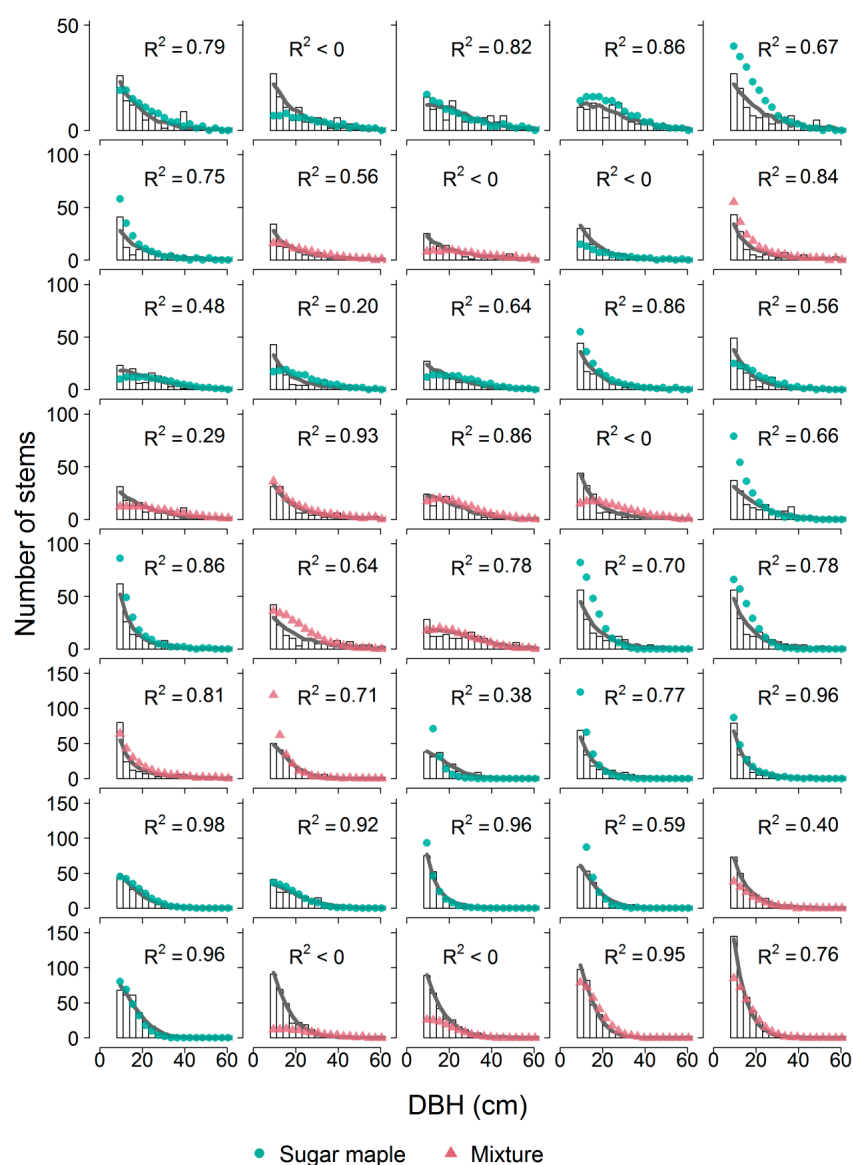 50
0
R² = 0.79
R² < 0
R² = 0.82
R² = 0.86
R² = 0.67
100
50
0
R² = 0.75
R² = 0.56
R² < 0
R² < 0
R² = 0.84
100
50
0
R² = 0.48
R² = 0.20
R² = 0.64
R² = 0.86
R² = 0.56
100
50
0
R² = 0.29
R² = 0.93
R² = 0.86
R² < 0
R² = 0.66
100
50
0
R² = 0.86
R² = 0.64
R² = 0.78
R² = 0.70
R² = 0.78
150
100
50
0
R² = 0.81
R² = 0.71
R² = 0.38
R² = 0.77
R² = 0.96
150
100
50
0
R² = 0.98
R² = 0.92
R² = 0.96
R² = 0.59
R² = 0.40
150
100
50
0
R² = 0.96
R² < 0
R² < 0
R² = 0.95
R² = 0.76
0 20 40 60 0 20 40 60 0 20 40 60 0 20 40 60 0 20 40 60
Number of stems
DBH (cm)
Sugar maple Mixture